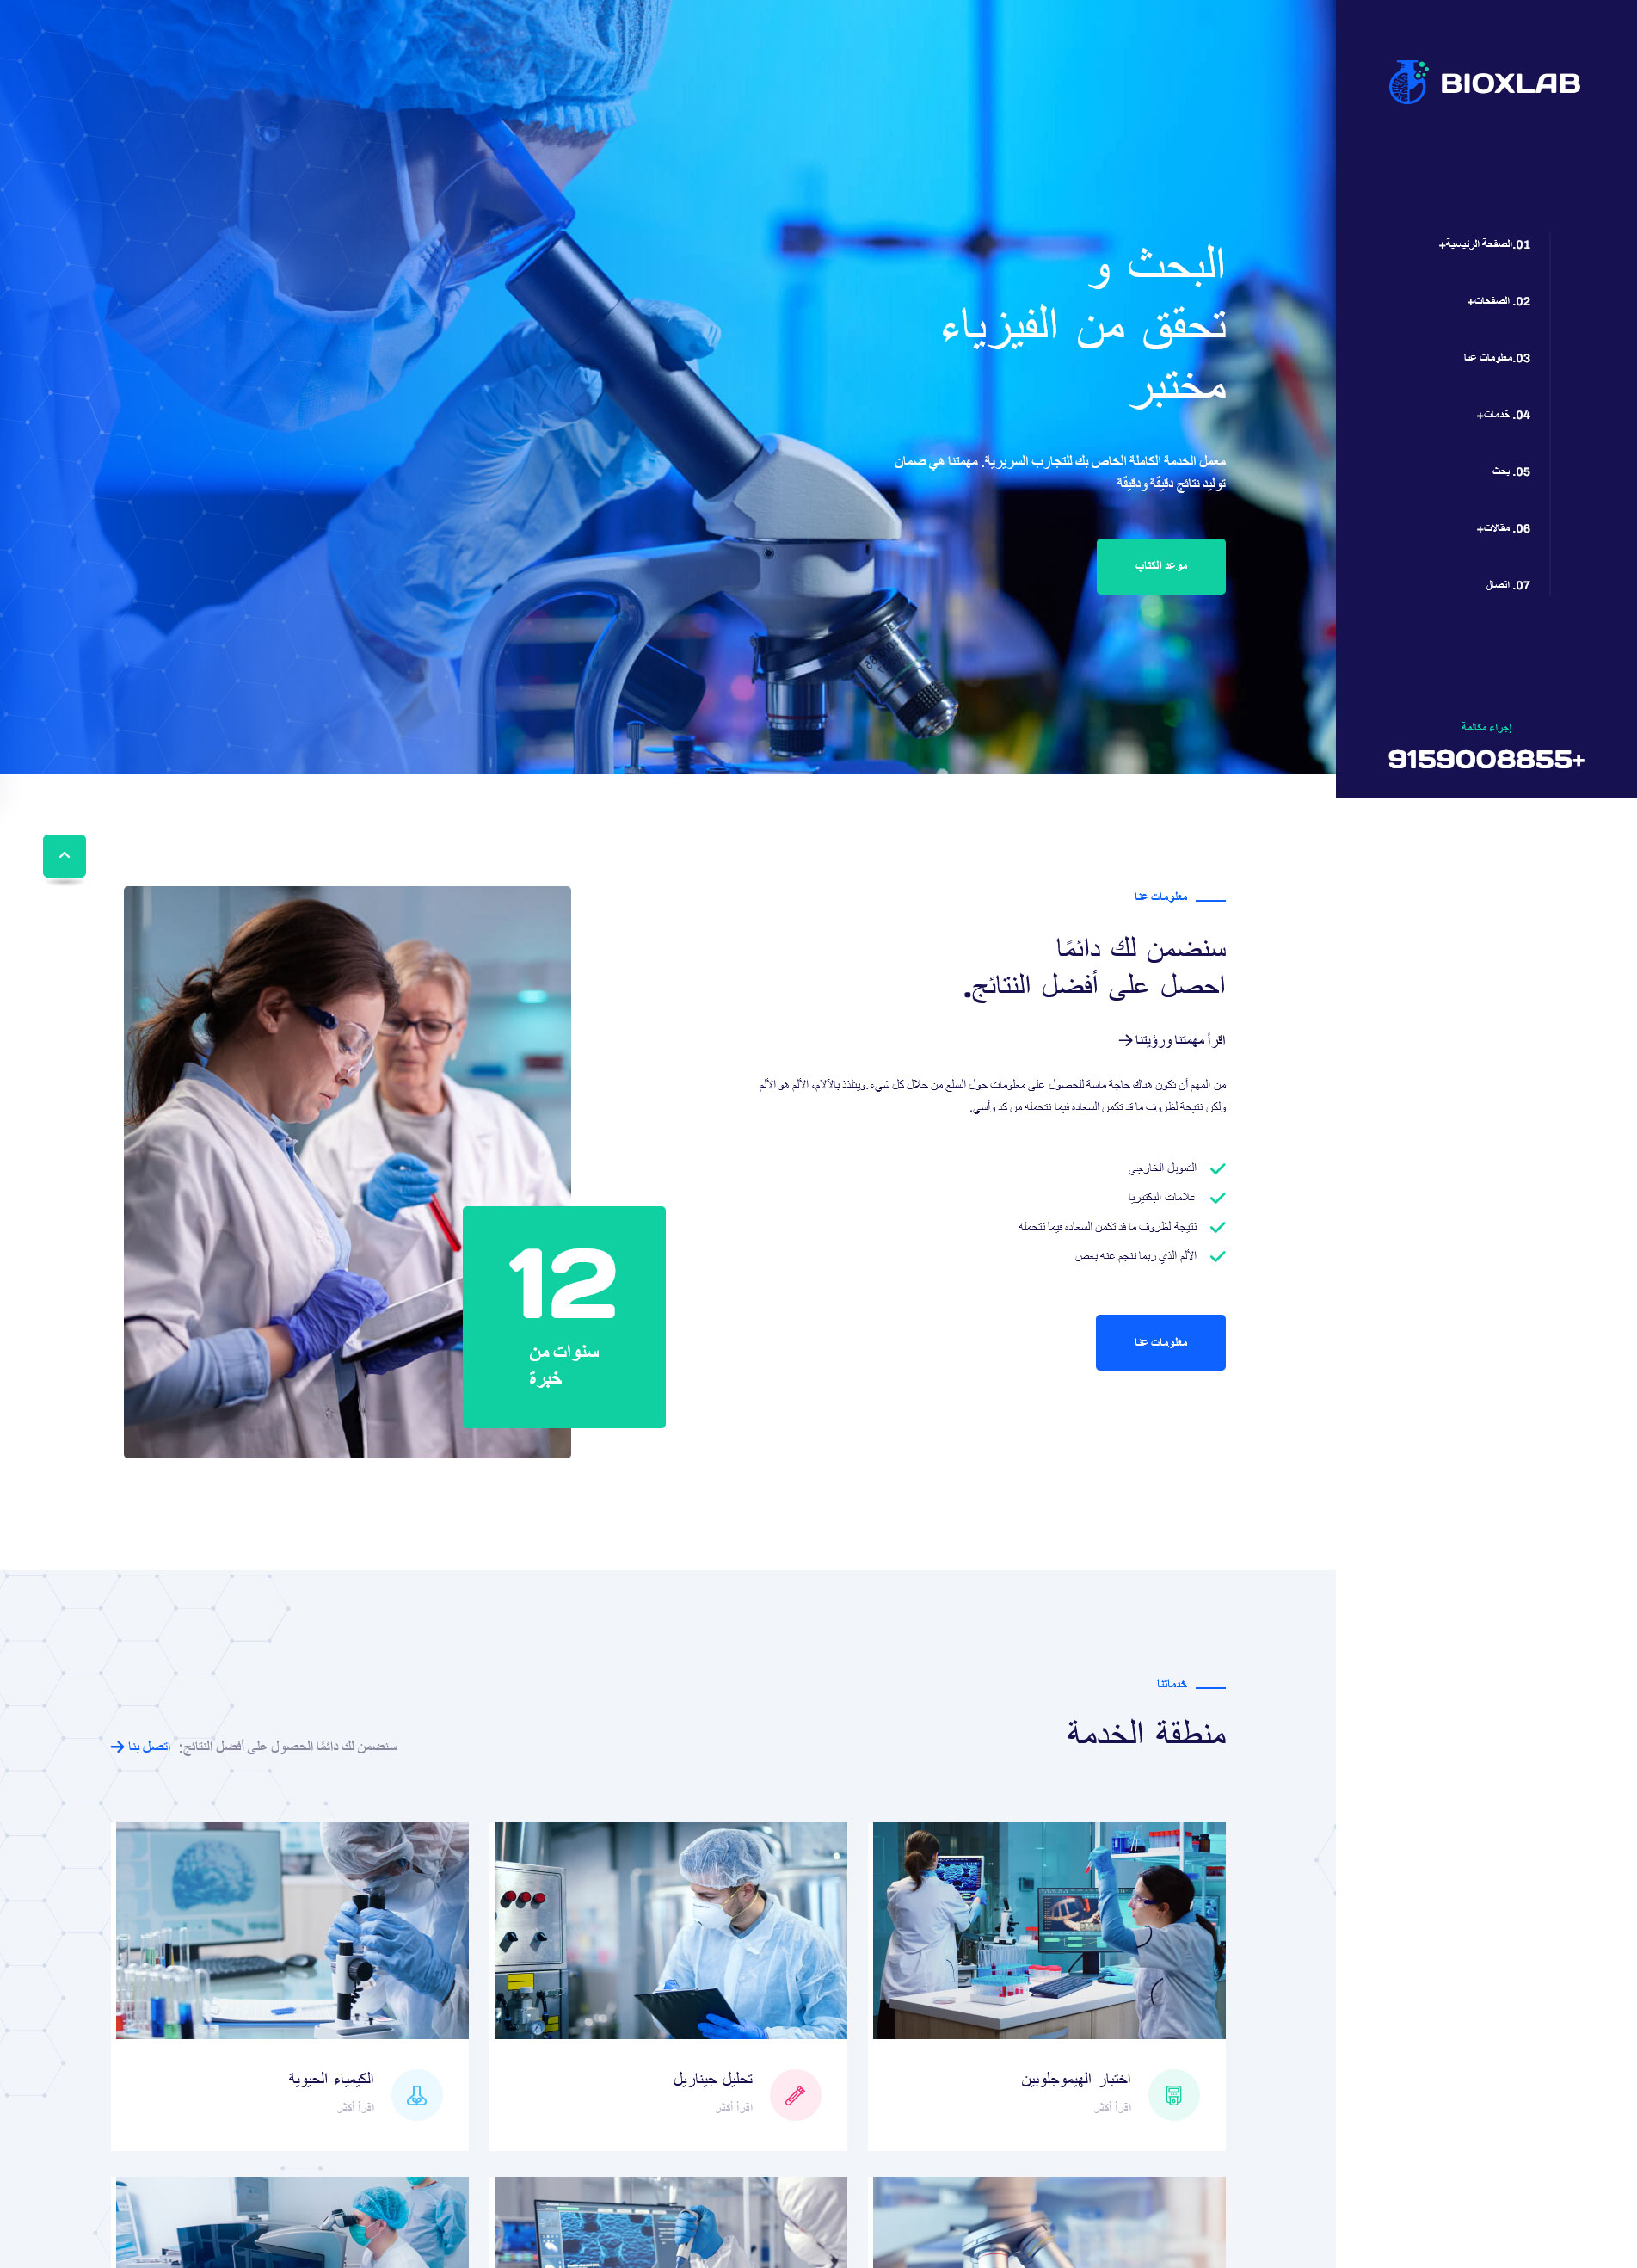 BIOXLAB
01.الصفحة الرئيسية+
02. الصفحات+
03.معلومات عنا
04. خدمات+
05. بحث
06. مقالات+
07. اتصال
إجراء مكالمة
9159008855+
البحث و
تحقق من الفيزياء
مختبر
معمل الخدمة الكاملة الخاص بك للتجارب السريرية. مهمتنا هي ضمان
توليد نتائج دقيقة ودقيقة
موعد الكتاب
معلومات عنا
سنضمن لك دائمًا
احصل على أفضل النتائج.
اقرأ مهمتنا ورؤيتنا
من المهم أن تكون هناك حاجة ماسة للحصول على معلومات حول السلع من خلال كل شيء.ويتلذذ بالآلام، الألم هو الألم
ولكن نتيجة لظروف ما قد تكمن السعاده فيما نتحمله من كد وأسي.
التمويل الخارجي
علامات البكتيريا
نتيجة لظروف ما قد تكمن السعاده فيما نتحمله
الألم الذي ربما تنجم عنه بعض
معلومات عنا
12
سنوات من
خبرة
خدماتنا
منطقة الخدمة
سنضمن لك دائمًا الحصول على أفضل النتائج: اتصل بنا
اختبار الهيموجلوبين
اقرأ أكثر
تحليل جيناريل
اقرأ أكثر
الكيمياء الحيوية
اقرأ أكثر